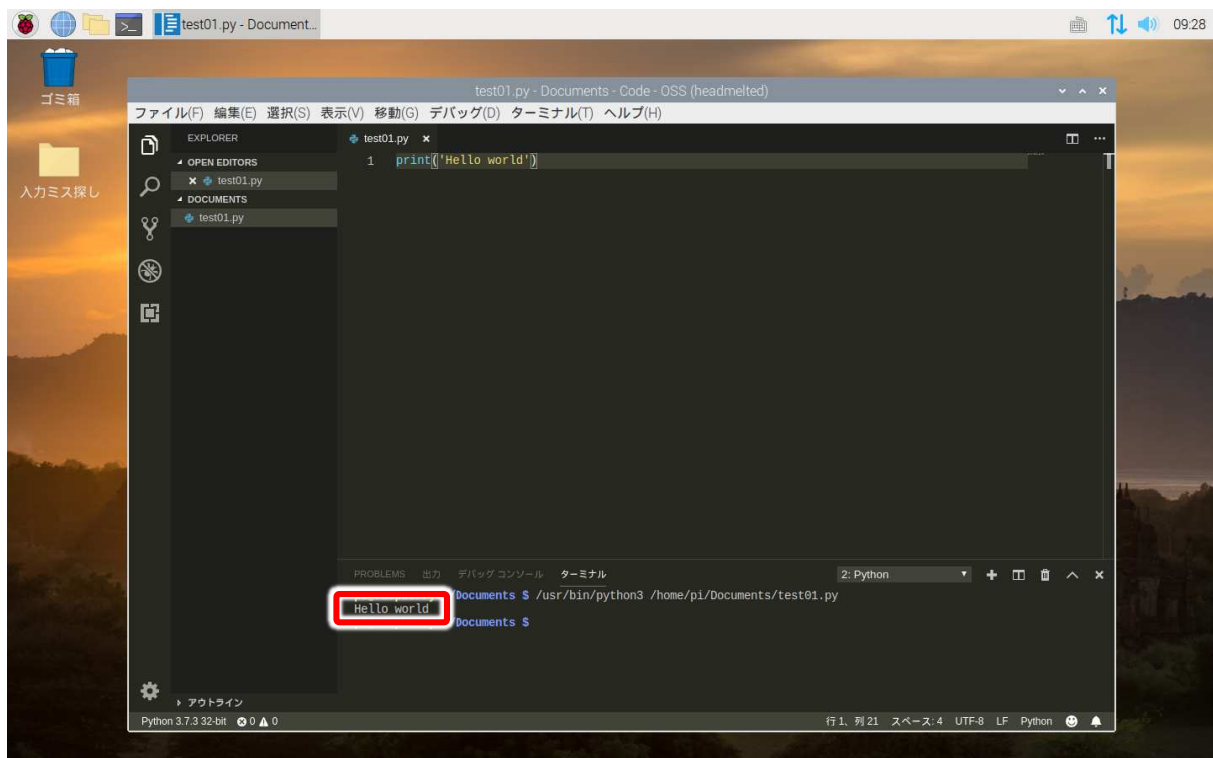 test01.py - Document...
09:28
ゴミ箱
入力ミス探し
test01.py - Documents - Code - OSS (headmelted)
ファイル(F) 編集(E) 選択(S) 表示(V) 移動(G) デバッグ(D) ターミナル(T) ヘルプ(H)
EXPLORER
OPEN EDITORS
test01.py
DOCUMENTS
test01.py
アウトライン
test01.py
1 print('Hello world')
PROBLEMS 出力 デバッグ コンソール ターミナル
2: Python
Documents $ /usr/bin/python3 /home/pi/Documents/test01.py
Hello world
Documents $
Python 3.7.3 32-bit 0 0
行 1、列 21 スペース: 4 UTF-8 LF Python